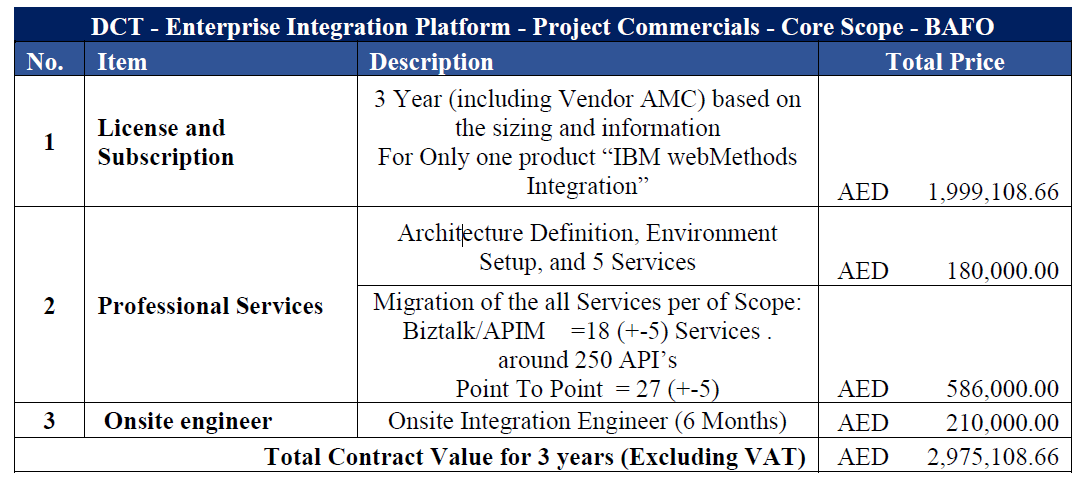 DCT - Enterprise Integration Platform - Project Commercials - Core Scope - BAFO
No. Item Description Total Price
1 License and Subscription
3 Year (including Vendor AMC) based on
the sizing and information
For Only one product “IBM webMethods
Integration”
AED 1,999,108.66
2 Professional Services
Architecture Definition, Environment
Setup, and 5 Services
AED 180,000.00
Migration of the all Services per of Scope:
Biztalk/APIM =18 (+-5) Services .
around 250 API’s
Point To Point = 27 (+-5)
AED 586,000.00
3 Onsite engineer Onsite Integration Engineer (6 Months) AED 210,000.00
Total Contract Value for 3 years (Excluding VAT) AED 2,975,108.66